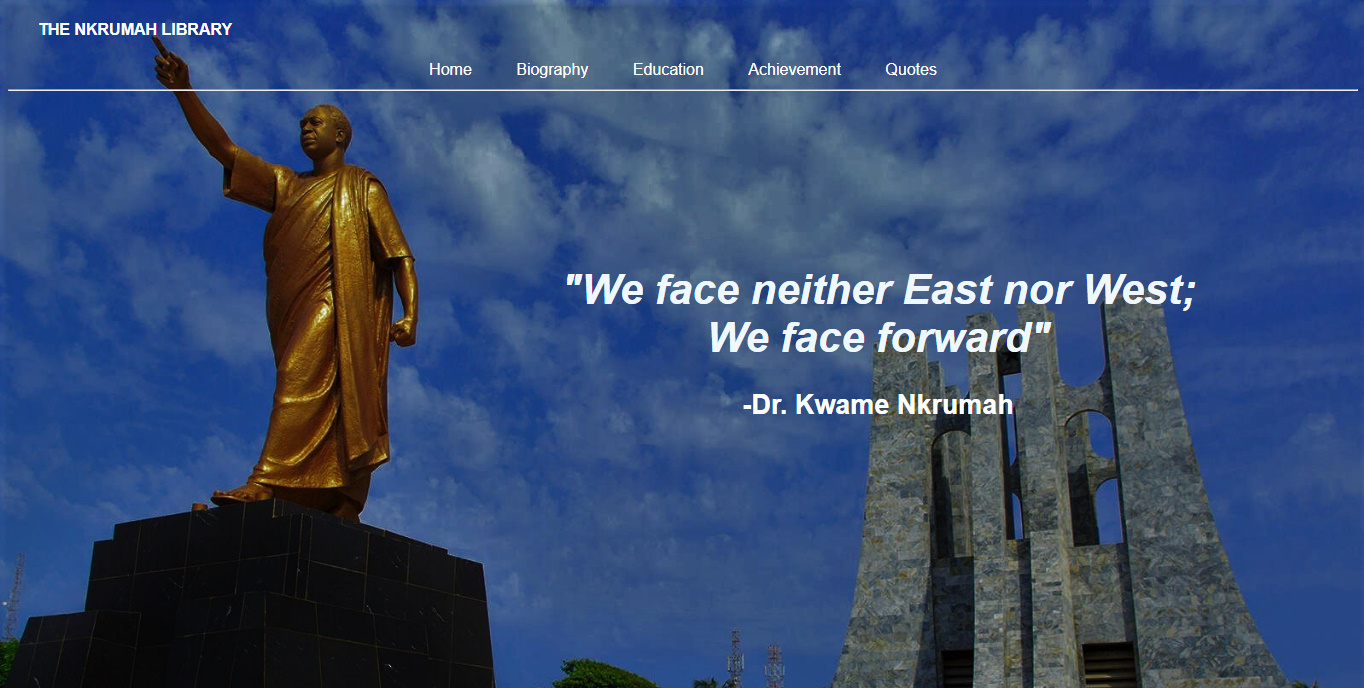 THE NKRUMAH LIBRARY
Home Biography Education Achievement Quotes
"We face neither East nor West;
We face forward"
-Dr. Kwame Nkrumah